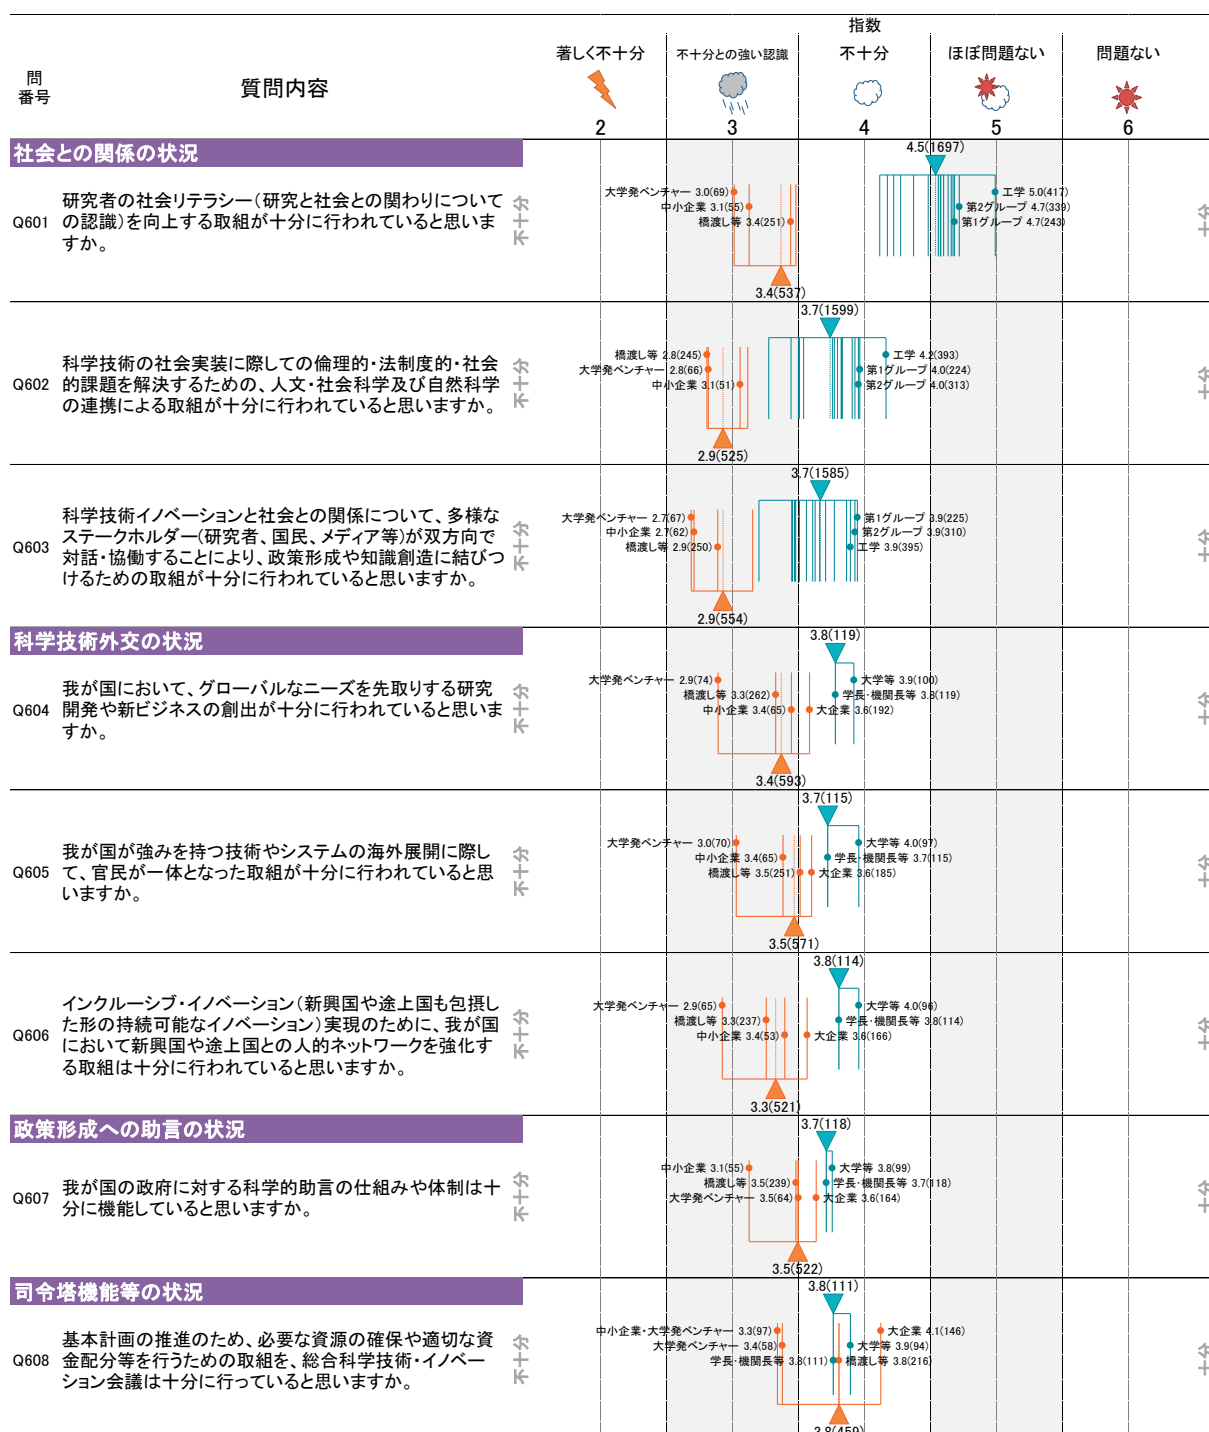 指数
著しく不十分 不十分との強い認識 不十分 ほぼ問題ない 問題ない
問
番号
質問内容
2 3 4 5 6
社会との関係の状況
4.5(1697)
Q601
研究者の社会リテラシー(研究と社会との関わりについて
の認識)を向上する取組が十分に行われていると思いま
すか。
不十分
大学発ベンチャー 3.0(69)
中小企業 3.1(55)
橋渡し等 3.4(251)
工学 5.0(417)
第2グループ 4.7(339)
第1グループ 4.7(243)
十分
3.4(537)
3.7(1599)
Q602
科学技術の社会実装に際しての倫理的・法制度的・社会
的課題を解決するための、人文・社会科学及び自然科学
の連携による取組が十分に行われていると思いますか。
不十分
橋渡し等 2.8(245)
大学発ベンチャー 2.8(66)
中小企業 3.1(51)
工学 4.2(393)
第1グループ 4.0(224)
第2グループ 4.0(313)
十分
2.9(525)
3.7(1585)
Q603
科学技術イノベーションと社会との関係について、多様な
ステークホルダー(研究者、国民、メディア等)が双方向で
対話・協働することにより、政策形成や知識創造に結びつ
けるための取組が十分に行われていると思いますか。
不十分
大学発ベンチャー 2.7(67)
中小企業 2.7(62)
橋渡し等 2.9(250)
第1グループ 3.9(225)
第2グループ 3.9(310)
工学 3.9(395)
十分
2.9(554)
科学技術外交の状況
3.8(119)
Q604
我が国において、グローバルなニーズを先取りする研究
開発や新ビジネスの創出が十分に行われていると思いま
すか。
不十分
大学発ベンチャー 2.9(74)
橋渡し等 3.3(262)
中小企業 3.4(65)
大学等 3.9(100)
学長・機関長等 3.8(119)
大企業 3.6(192)
十分
3.4(593)
3.7(115)
Q605
我が国が強みを持つ技術やシステムの海外展開に際し
て、官民が一体となった取組が十分に行われていると思
いますか。
不十分
大学発ベンチャー 3.0(70)
中小企業 3.4(65)
橋渡し等 3.5(251)
大学等 4.0(97)
学長・機関長等 3.7(115)
大企業 3.6(185)
十分
3.5(571)
3.8(114)
Q606
インクルーシブ・イノベーション(新興国や途上国も包摂し
た形の持続可能なイノベーション)実現のために、我が国
において新興国や途上国との人的ネットワークを強化す
る取組は十分に行われていると思いますか。
不十分
大学発ベンチャー 2.9(65)
橋渡し等 3.3(237)
中小企業 3.4(53)
大学等 4.0(96)
学長・機関長等 3.8(114)
大企業 3.6(166)
十分
3.3(521)
政策形成への助言の状況
3.7(118)
Q607
我が国の政府に対する科学的助言の仕組みや体制は十
分に機能していると思いますか。
不十分
中小企業 3.1(55)
橋渡し等 3.5(239)
大学発ベンチャー 3.5(64)
大学等 3.8(99)
学長・機関長等 3.7(118)
大企業 3.6(164)
十分
3.5(522)
司令塔機能等の状況
3.8(111)
Q608
基本計画の推進のため、必要な資源の確保や適切な資
金配分等を行うための取組を、総合科学技術・イノベー
ション会議は十分に行っていると思いますか。
不十分
中小企業・大学発ベンチャー 3.3(97)
大学発ベンチャー 3.4(58)
学長・機関長等 3.8(111)
大企業 4.1(146)
大学等 3.9(94)
橋渡し等 3.8(216)
十分
3.8(459)